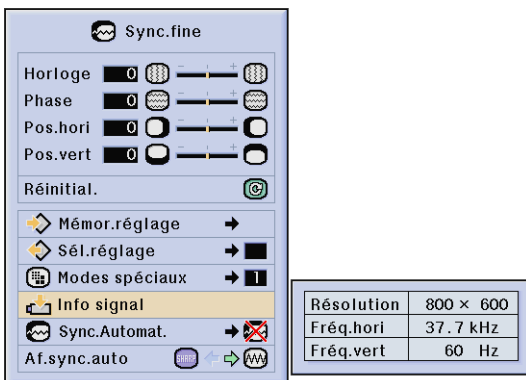 Sync.fine
Horloge 0 - +
Phase 0 - +
Pos.hori 0 - +
Pos.vert 0 - +
Réinitial.
Mémor.réglage
Sél.réglage
Modes spéciaux 1
Info signal
Sync.Automat.
Af.sync.auto SHARP
Résolution 800 × 600
Fréq.hori 37.7 kHz
Fréq.vert 60 Hz